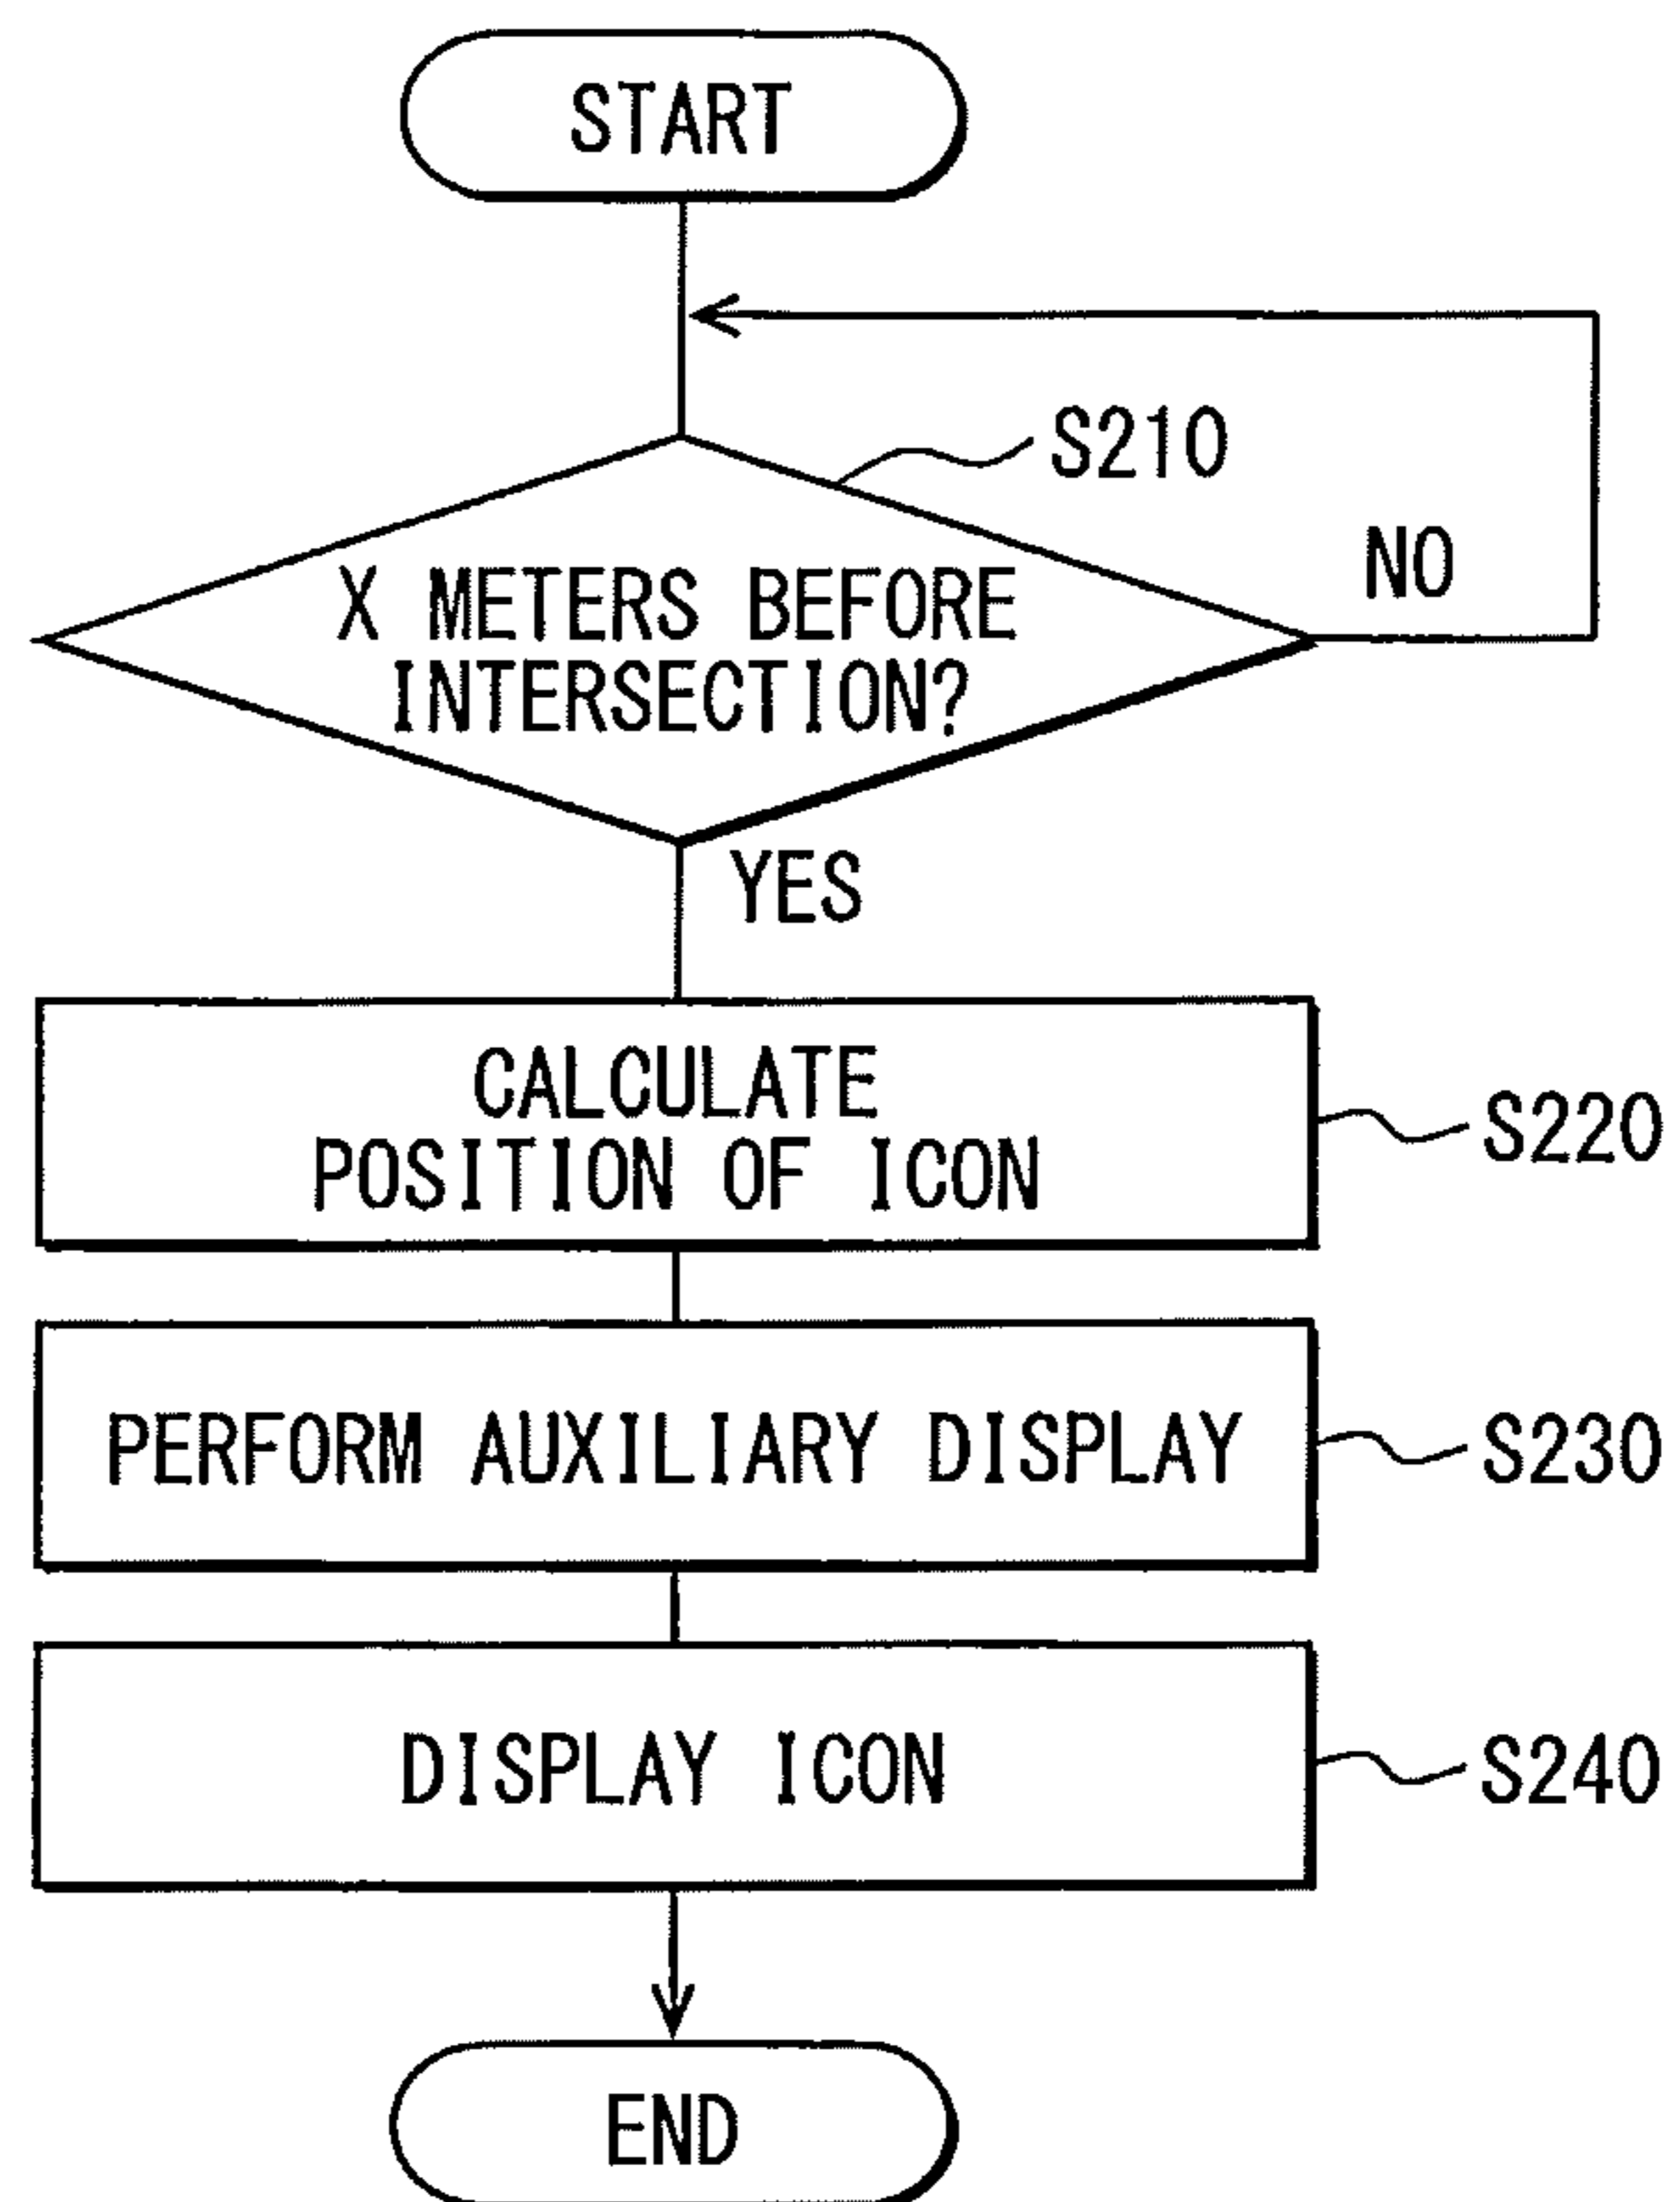 START
S210
NO
X METERS BEFORE
INTERSECTION?
YES
CALCULATE
POSITION OF ICON
S220
PERFORM AUXILIARY DISPLAY
S230
DISPLAY ICON
S240
END